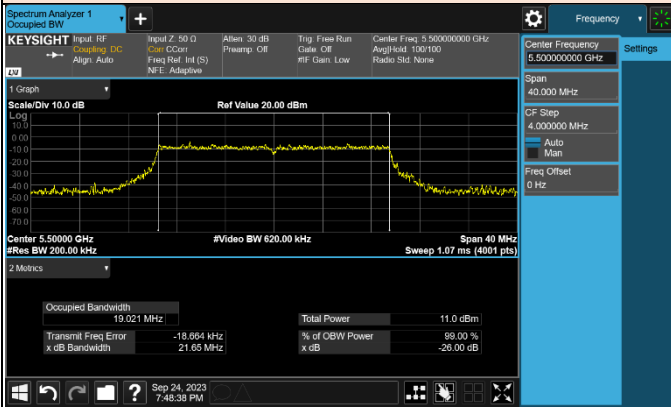 Spectrum Analyzer 1
Occupied BW
Frequency
KEYSIGHT
Input: RF
Coupling: DC
Align: Auto
Input Z: 50 Ω
Corr CCorr
Freq Ref: Int (S)
NFE: Adaptive
Atten: 30 dB
Preamp: Off
Trig: Free Run
Gate: Off
#IF Gain: Low
Center Freq: 5.500000000 GHz
Avg|Hold: 100/100
Radio Std: None
LXI
Center Frequency
5.500000000 GHz
Settings
Span
40.000 MHz
CF Step
4.000000 MHz
Auto
Man
Freq Offset
0 Hz
1 Graph
Scale/Div 10.0 dB
Ref Value 20.00 dBm
Log
10.0
0.00
-10.0
-20.0
-30.0
-40.0
-50.0
-60.0
-70.0
Center 5.50000 GHz
#Video BW 620.00 kHz
Span 40 MHz
#Res BW 200.00 kHz
Sweep 1.07 ms (4001 pts)
2 Metrics
Occupied Bandwidth
19.021 MHz
Total Power 11.0 dBm
Transmit Freq Error -18.664 kHz
% of OBW Power 99.00 %
x dB Bandwidth 21.65 MHz
x dB -26.00 dB
Sep 24, 2023
7:48:38 PM